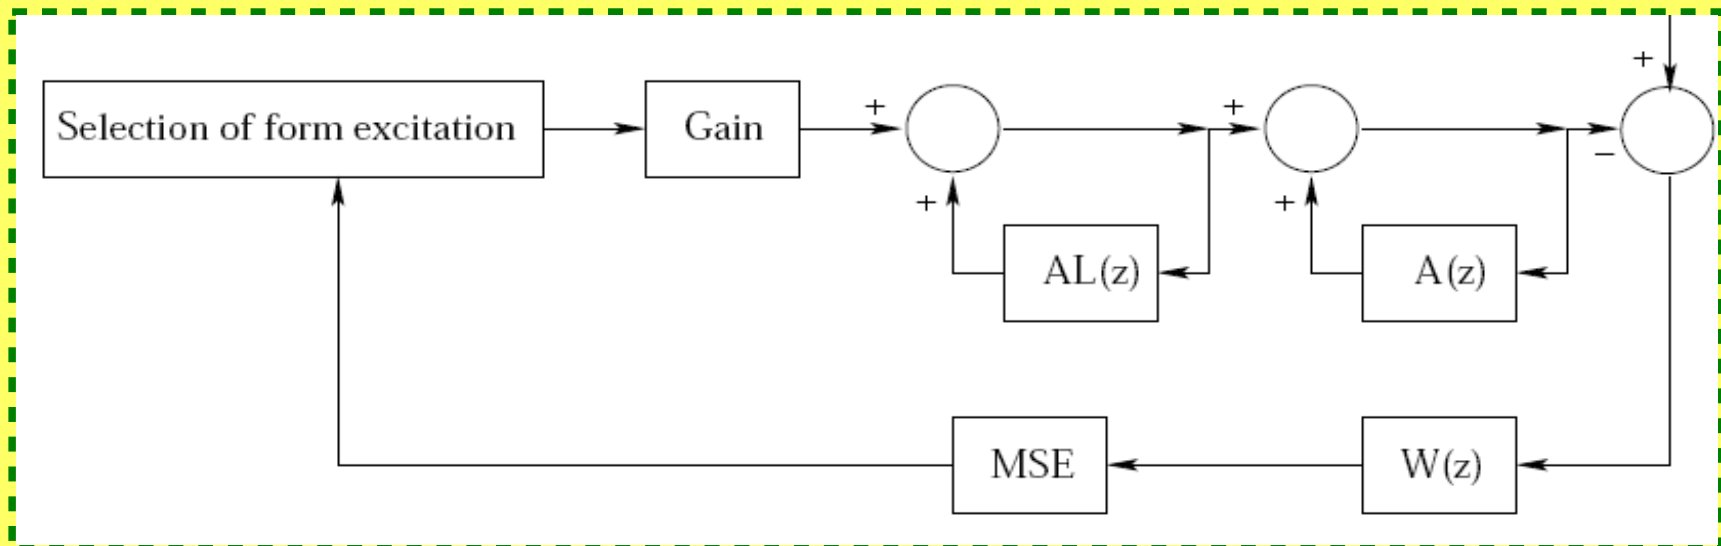 +
Selection of form excitation
Gain
+
+
−
+
AL(z)
+
A(z)
MSE
W(z)